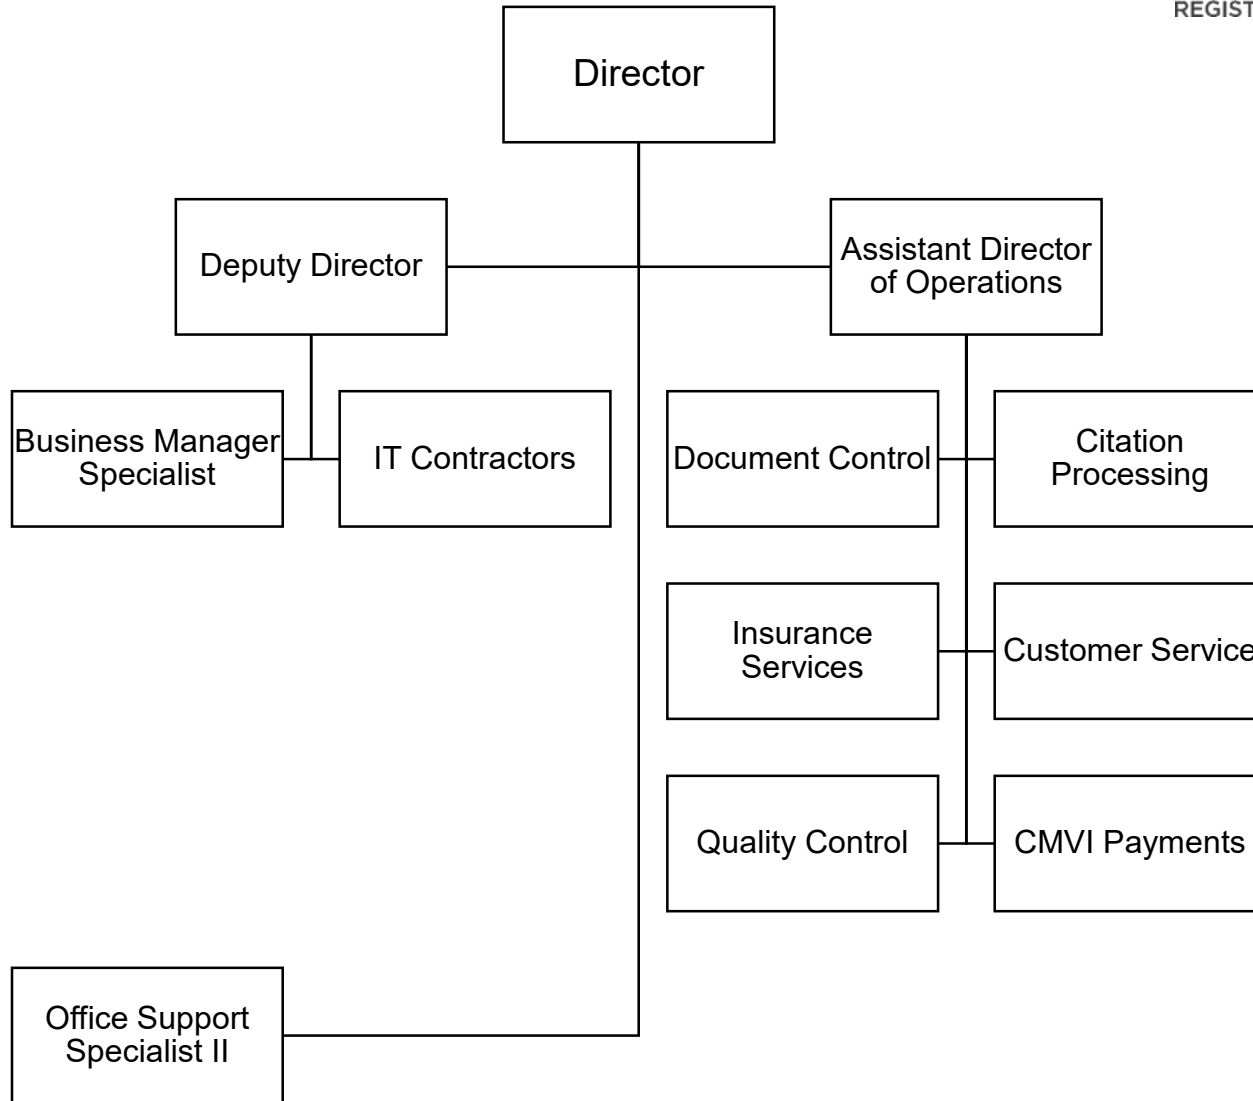 REGIST
Director
Deputy Director
Assistant Director
of Operations
Business Manager
Specialist
IT Contractors
Document Control
Citation
Processing
Insurance
Services
Customer Service
Quality Control
CMVI Payments
Office Support
Specialist II